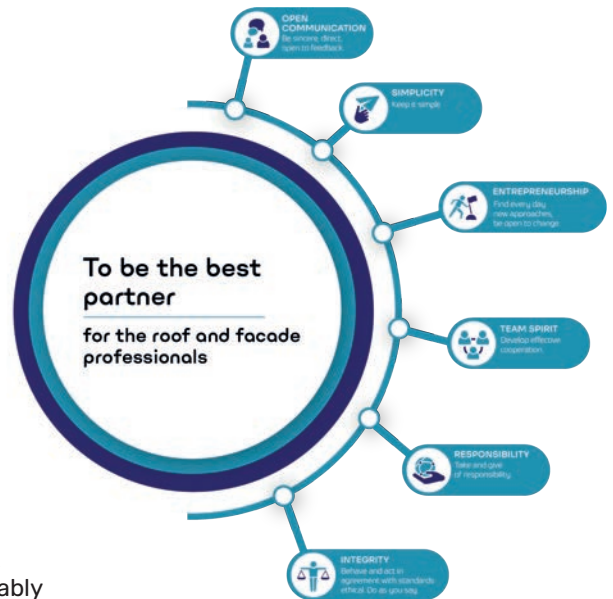 OPEN
COMMUNICATION
Be sincere, direct,
open to feedback.
SIMPLICITY
Keep it simple
ENTREPRENEURSHIP
Find every day
new approaches,
be open to change
To be the best
partner
for the roof and facade
professionals
TEAM SPIRIT
Develop effective
cooperation.
RESPONSIBILITY
Take and give
of responsibility
INTEGRITY
Behave and act in
agreement with standards
ethical. Do as you say
ably